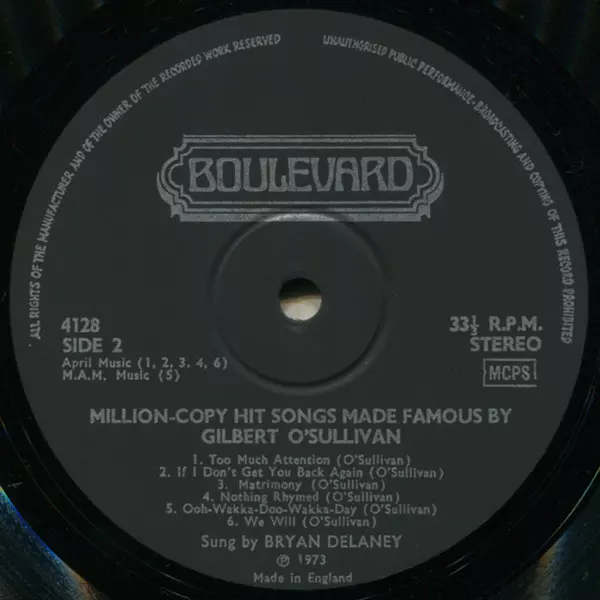 ALL RIGHTS OF THE MANUFACTURER AND OF THE OWNER OF THE RECORDED WORK RESERVED
UNAUTHORISED PUBLIC PERFORMANCE · BROADCASTING AND COPYING OF THIS RECORD PROHIBITED
BOULEVARD
4128
SIDE 2
April Music (1, 2, 3, 4, 6)
M.A.M. Music (5)
33⅓ R.P.M.
STEREO
MCPS
MILLION-COPY HIT SONGS MADE FAMOUS BY
GILBERT O'SULLIVAN
1. Too Much Attention (O'Sullivan)
2. If I Don't Get You Back Again (O'Sullivan)
3. Matrimony (O'Sullivan)
4. Nothing Rhymed (O'Sullivan)
5. Ooh-Wakka-Doo-Wakka-Day (O'Sullivan)
6. We Will (O'Sullivan)
Sung by BRYAN DELANEY
℗ 1973
Made in England